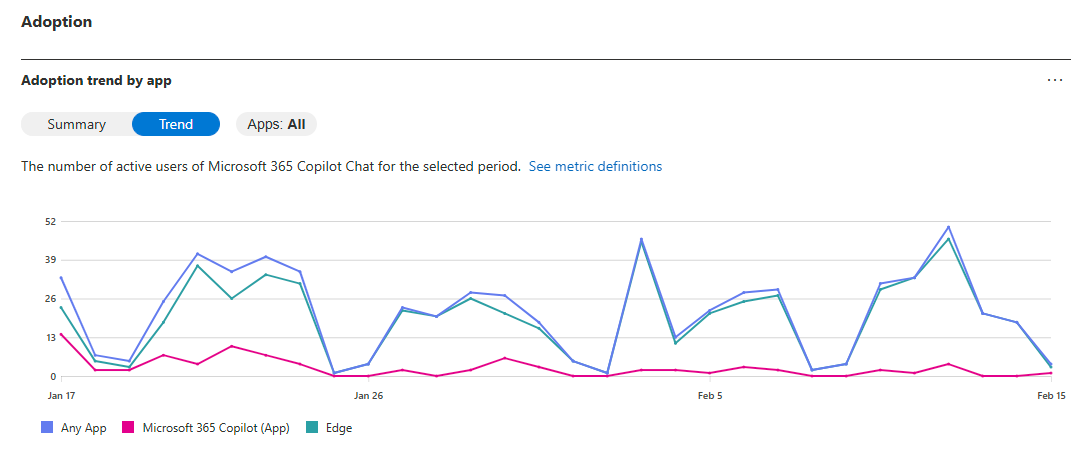 Adoption
Adoption trend by app
...
Summary Trend Apps: All
The number of active users of Microsoft 365 Copilot Chat for the selected period. See metric definitions
52
39
26
13
0
Jan 17 Jan 26 Feb 5 Feb 15
Any App Microsoft 365 Copilot (App) Edge